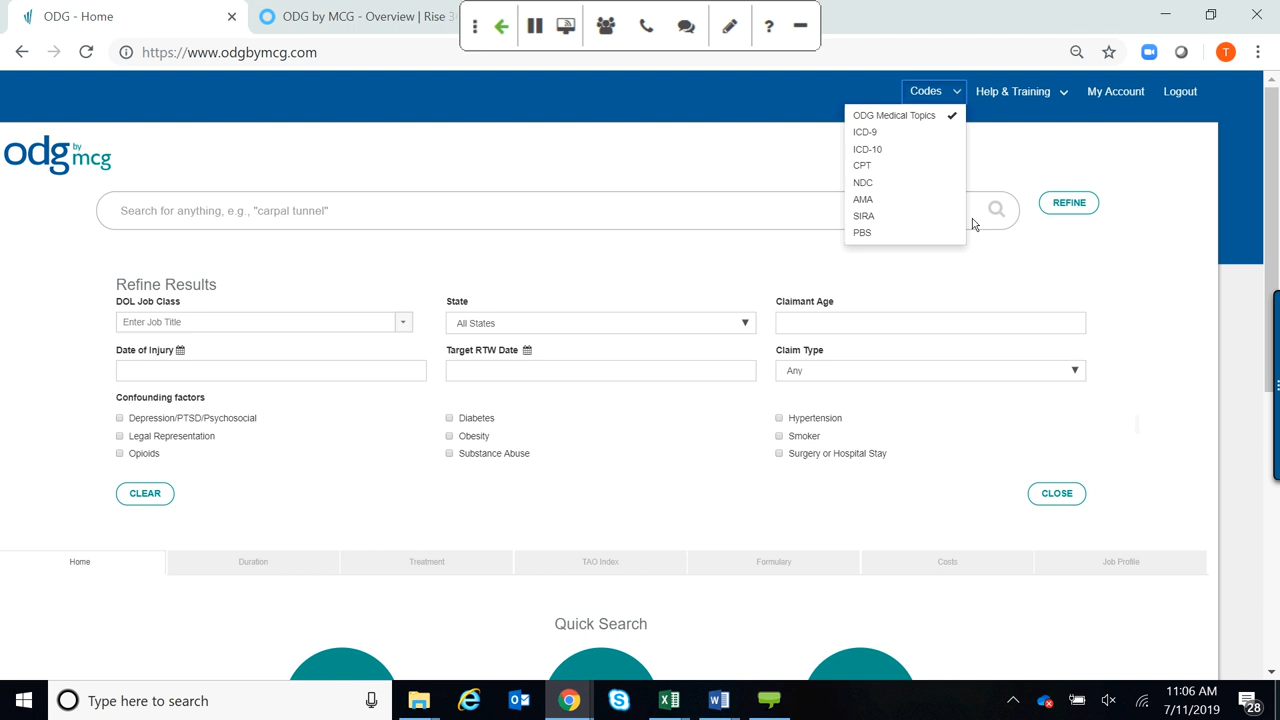 ODG - Home
ODG by MCG - Overview | Rise 3
?
https://www.odgbymcg.com
T
Codes
Help & Training
My Account
Logout
ODG Medical Topics
ICD-9
ICD-10
CPT
NDC
AMA
SIRA
PBS
odg by mcg
Search for anything, e.g., "carpal tunnel"
REFINE
Refine Results
DOL Job Class
State
Claimant Age
Enter Job Title
All States
Date of Injury
Target RTW Date
Claim Type
Any
Confounding factors
Depression/PTSD/Psychosocial
Diabetes
Hypertension
Legal Representation
Obesity
Smoker
Opioids
Substance Abuse
Surgery or Hospital Stay
CLEAR
CLOSE
Home
Duration
Treatment
TAO Index
Formulary
Costs
Job Profile
Quick Search
Type here to search
11:06 AM
7/11/2019
28